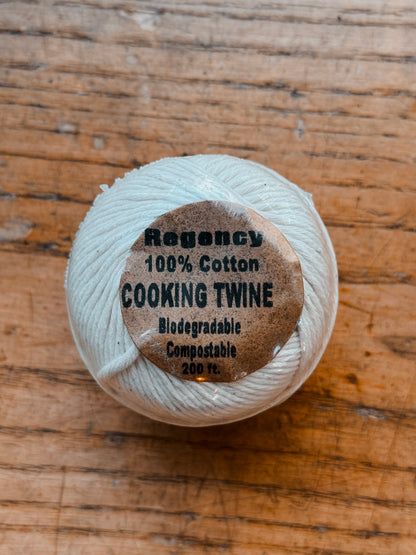 Regency
100% Cotton
COOKING TWINE
Biodegradable
Compostable
200 ft.